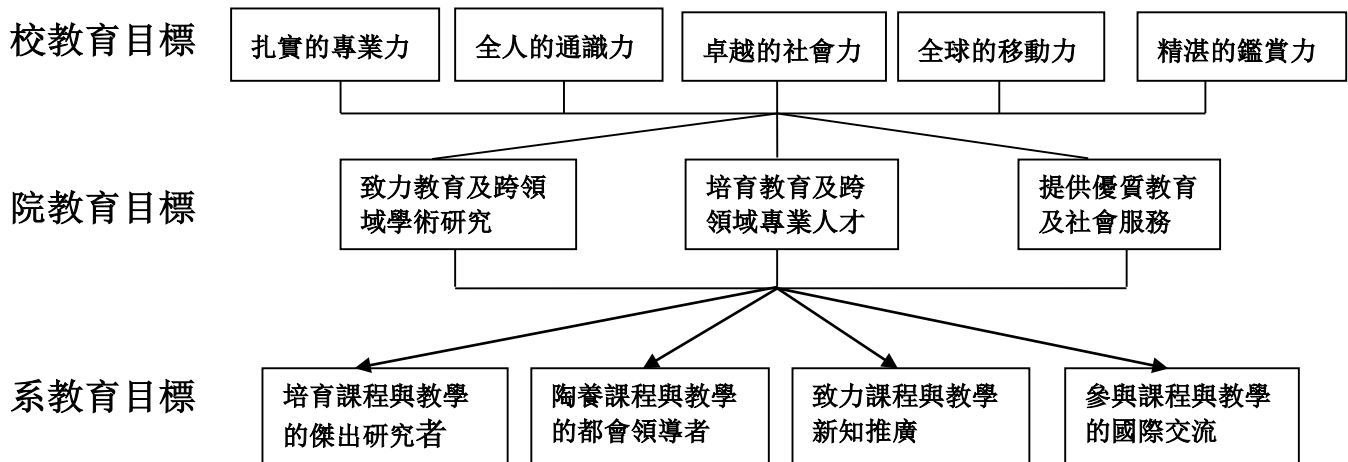 校教育目標
扎實的專業力
全人的通識力
卓越的社會力
全球的移動力
精湛的鑑賞力
院教育目標
致力教育及跨領
域學術研究
培育教育及跨
領域專業人才
提供優質教育
及社會服務
系教育目標
培育課程與教學
的傑出研究者
陶養課程與教學
的都會領導者
致力課程與教學
新知推廣
參與課程與教學
的國際交流